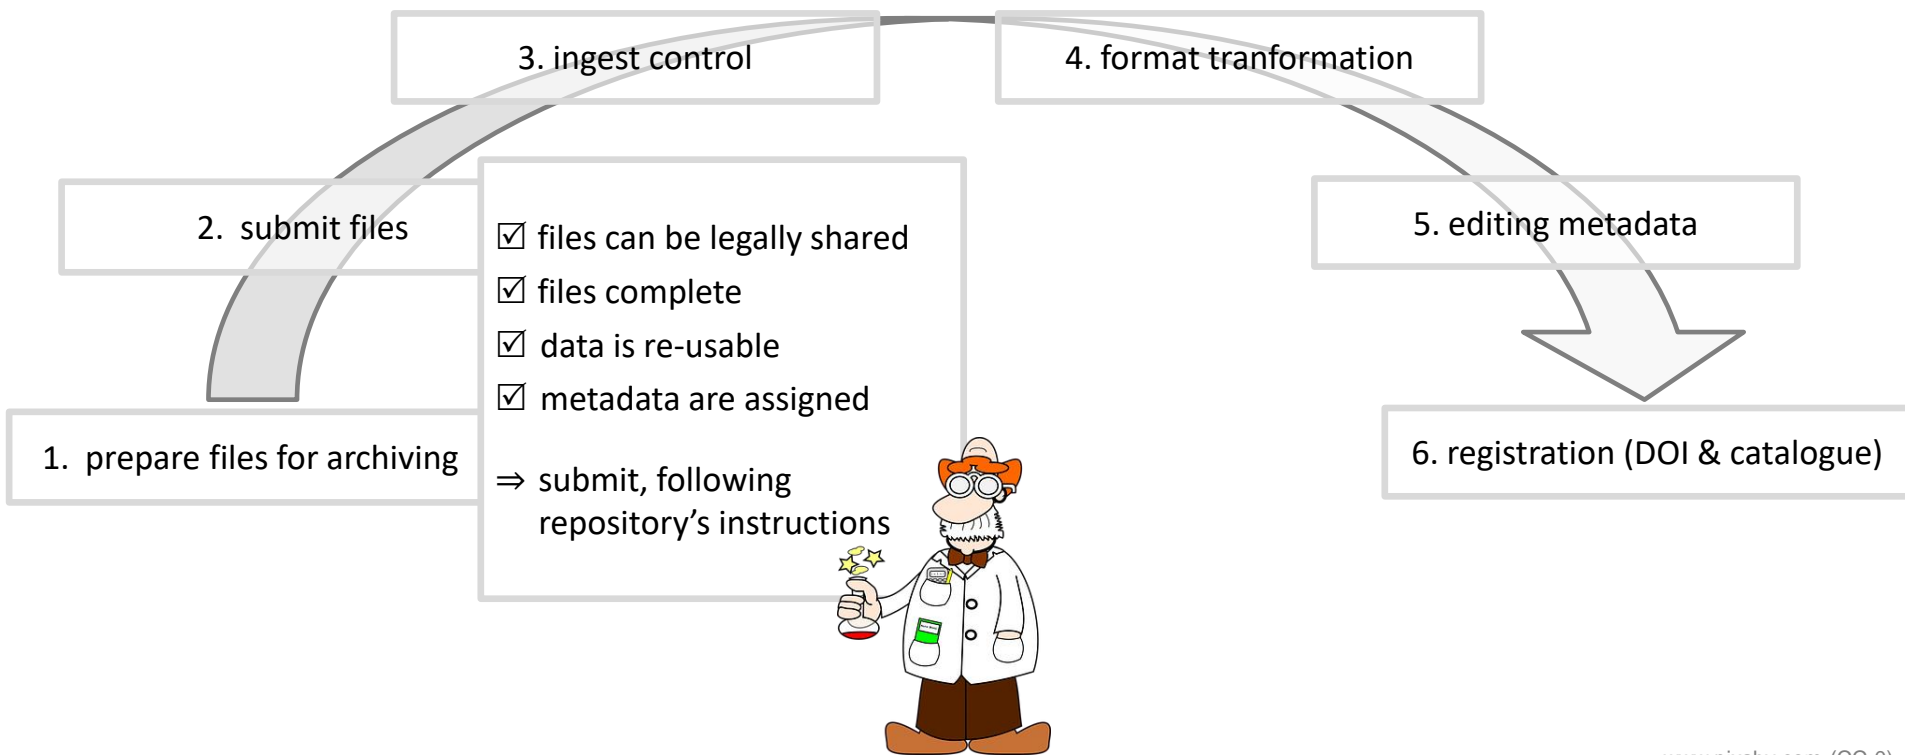 3. ingest control
4. format tranformation
2. submit files
5. editing metadata
☑ files can be legally shared
☑ files complete
☑ data is re-usable
☑ metadata are assigned
1. prepare files for archiving
6. registration (DOI & catalogue)
⇒ submit, following
repository's instructions